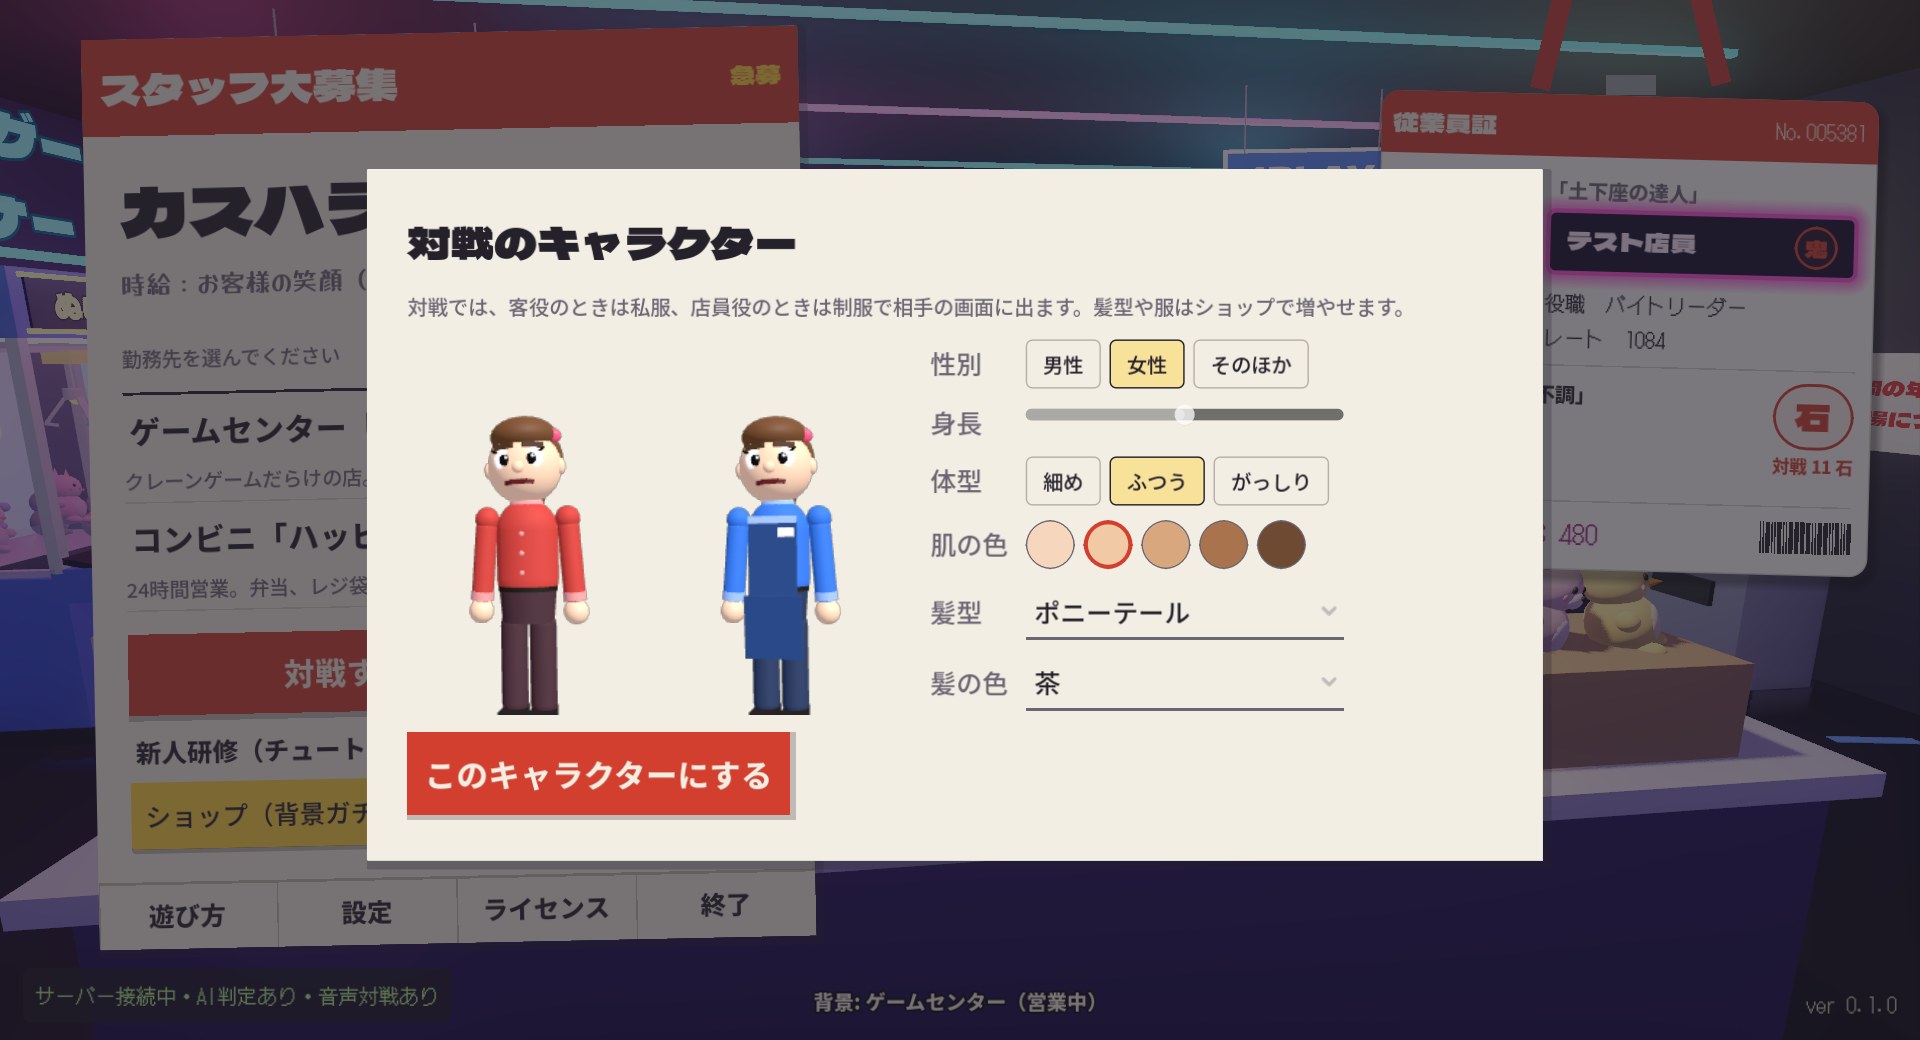 スタッフ大募集
急募
カスハラ
時給：お客様の笑顔（
勤務先を選んでください
ゲームセンター
クレーンゲームだらけの店。
コンビニ「ハッピ
24時間営業。弁当、レジ袋
対戦す
新人研修（チュート
ショップ（背景ガチ
遊び方
設定
ライセンス
終了
対戦のキャラクター
対戦では、客役のときは私服、店員役のときは制服で相手の画面に出ます。髪型や服はショップで増やせます。
性別
男性
女性
そのほか
身長
体型
細め
ふつう
がっしり
肌の色
髪型
ポニーテール
髪の色
茶
このキャラクターにする
従業員証
No. 005381
「土下座の達人」
テスト店員
役職 バイトリーダー
レート 1084
不調」
石
対戦 11 石
480
サーバー接続中・AI判定あり・音声対戦あり
背景: ゲームセンター（営業中）
ver 0.1.0